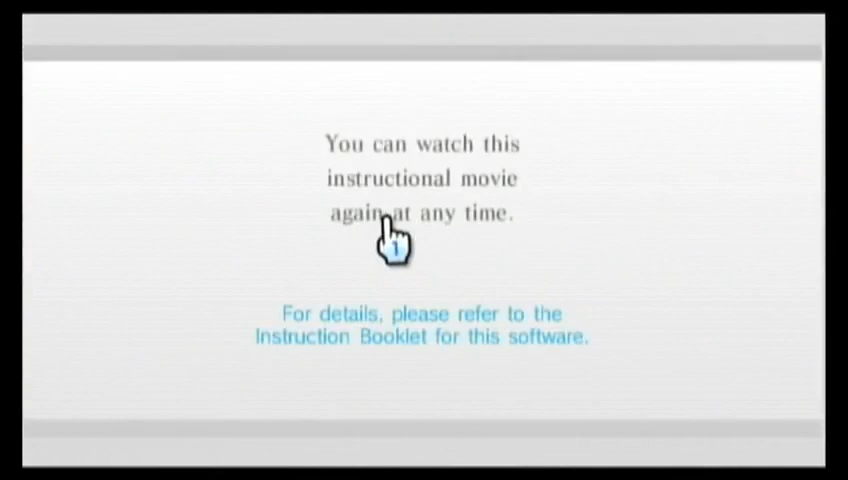 You can watch this
instructional movie
again at any time.
1
For details, please refer to the
Instruction Booklet for this software.